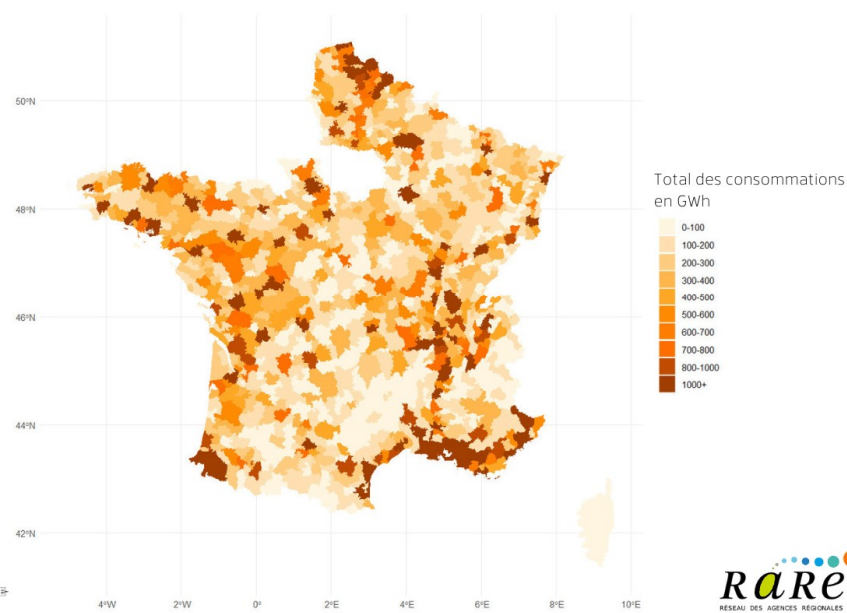 50°N
48°N
46°N
44°N
42°N
4°W
2°W
0°
2°E
4°E
6°E
8°E
10°E
Total des consommations
en GWh
0-100
100-200
200-300
300-400
400-500
500-600
600-700
700-800
800-1000
1000+
RaRe
RÉSEAU DES AGENCES RÉGIONALES